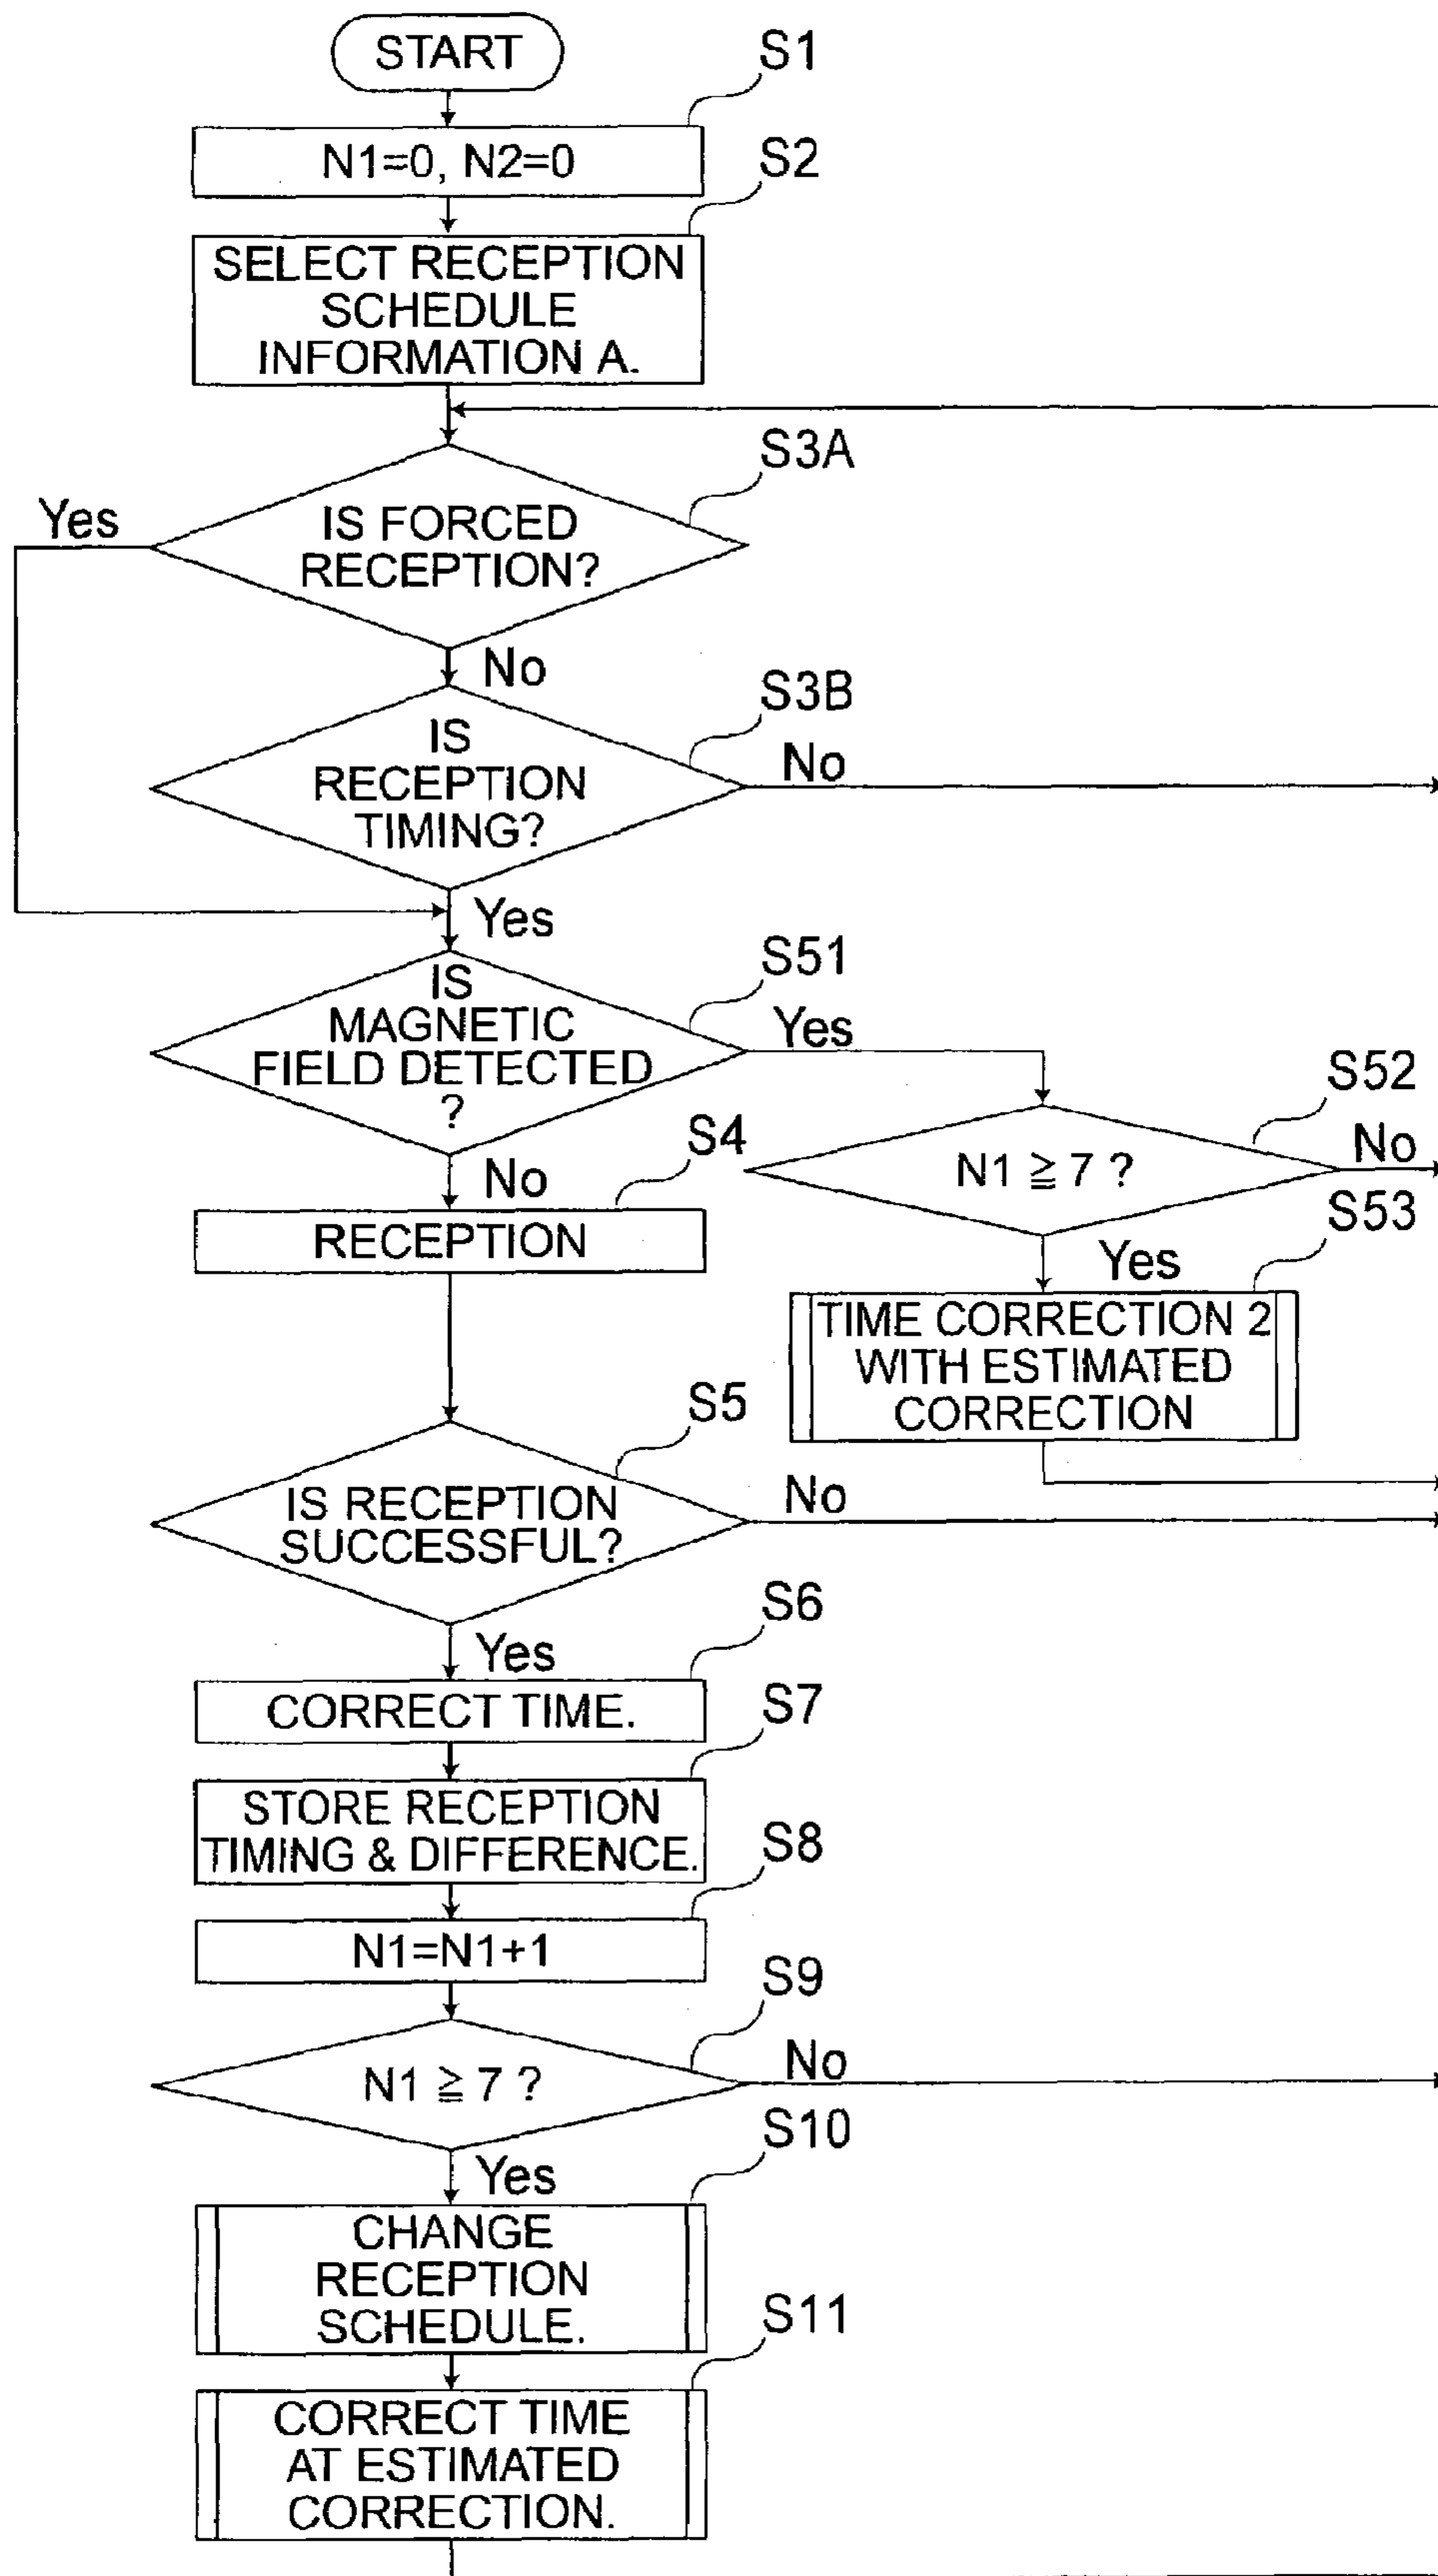 START
S1
N1=0, N2=0
S2
SELECT RECEPTION
SCHEDULE
INFORMATION A.
S3A
Yes
IS FORCED
RECEPTION?
No
S3B
IS
RECEPTION
TIMING?
No
Yes
S51
IS
MAGNETIC
FIELD DETECTED
?
Yes
S52
N1 ≧ 7 ?
No
No
S4
RECEPTION
S53
Yes
TIME CORRECTION 2
WITH ESTIMATED
CORRECTION
S5
IS RECEPTION
SUCCESSFUL?
No
Yes
S6
CORRECT TIME.
S7
STORE RECEPTION
TIMING & DIFFERENCE.
S8
N1=N1+1
S9
N1 ≧ 7 ?
No
Yes
S10
CHANGE
RECEPTION
SCHEDULE.
S11
CORRECT TIME
AT ESTIMATED
CORRECTION.